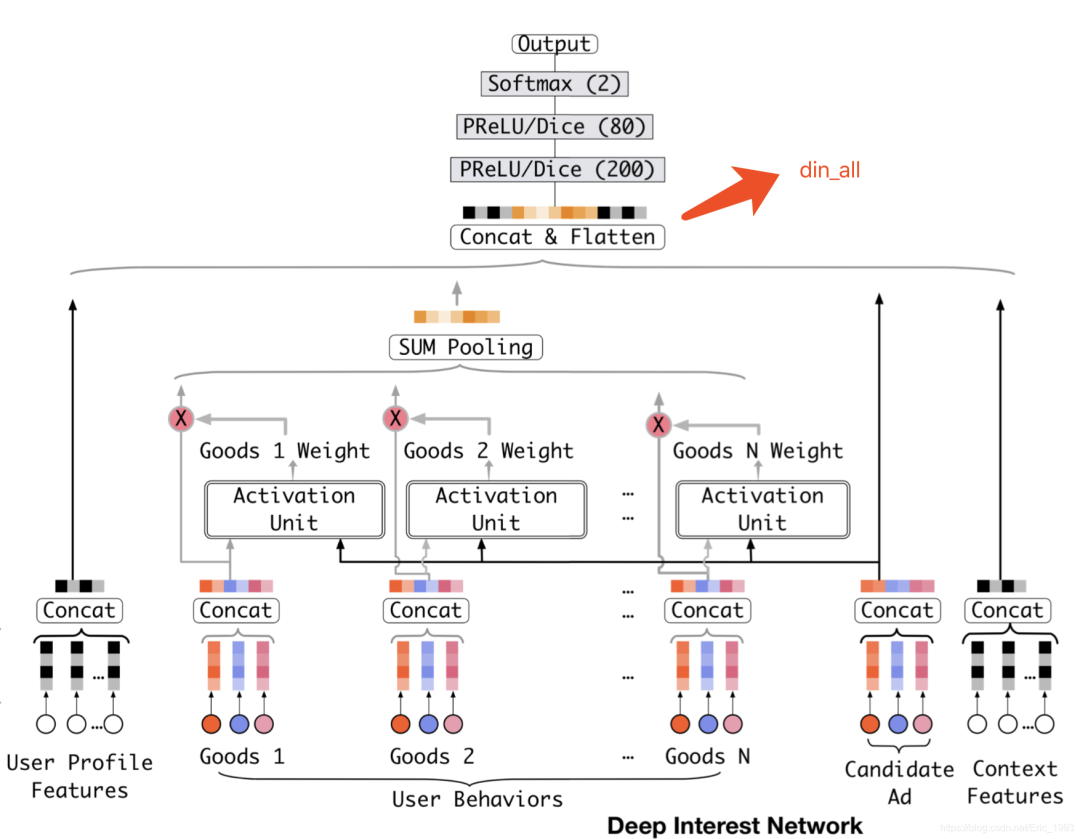 Output
Softmax (2)
PReLU/Dice (80)
PReLU/Dice (200)
din_all
Concat & Flatten
SUM Pooling
X
X
X
Goods 1 Weight
Goods 2 Weight
Goods N Weight
Activation
Unit
Activation
Unit
...
...
Activation
Unit
Concat
Concat
Concat
...
...
Concat
Concat
Concat
...
...
...
...
...
Goods 1
Goods 2
...
Goods N
User Profile
Features
User Behaviors
Candidate
Ad
Context
Features
Deep Interest Network
https://blog.csdn.net/Eric_1993